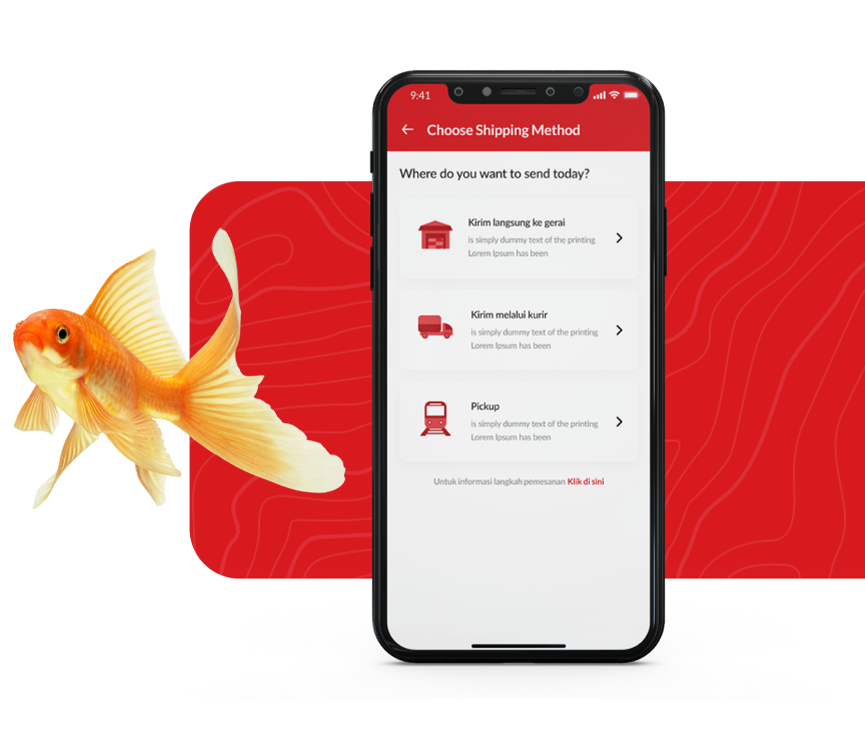 9:41
Choose Shipping Method
Where do you want to send today?
Kirim langsung ke gerai
is simply dummy text of the printing
Lorem Ipsum has been
Kirim melalui kurir
is simply dummy text of the printing
Lorem Ipsum has been
Pickup
is simply dummy text of the printing
Lorem Ipsum has been
Untuk informasi langkah pemesanan Klik di sini